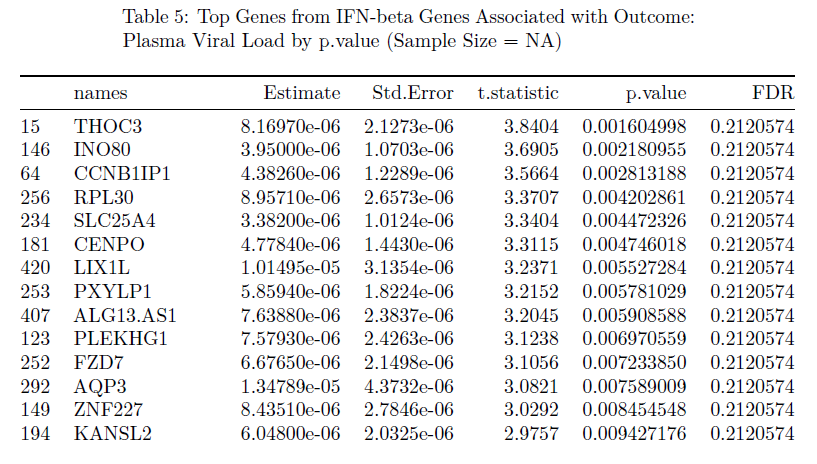 Table 5: Top Genes from IFN-beta Genes Associated with Outcome:
Plasma Viral Load by p.value (Sample Size = NA)
names Estimate Std.Error t.statistic p.value FDR
15 THOC3 8.16970e-06 2.1273e-06 3.8404 0.001604998 0.2120574
146 INO80 3.95000e-06 1.0703e-06 3.6905 0.002180955 0.2120574
64 CCNB1IP1 4.38260e-06 1.2289e-06 3.5664 0.002813188 0.2120574
256 RPL30 8.95710e-06 2.6573e-06 3.3707 0.004202861 0.2120574
234 SLC25A4 3.38200e-06 1.0124e-06 3.3404 0.004472326 0.2120574
181 CENPO 4.77840e-06 1.4430e-06 3.3115 0.004746018 0.2120574
420 LIX1L 1.01495e-05 3.1354e-06 3.2371 0.005527284 0.2120574
253 PXYLP1 5.85940e-06 1.8224e-06 3.2152 0.005781029 0.2120574
407 ALG13.AS1 7.63880e-06 2.3837e-06 3.2045 0.005908588 0.2120574
123 PLEKHG1 7.57930e-06 2.4263e-06 3.1238 0.006970559 0.2120574
252 FZD7 6.67650e-06 2.1498e-06 3.1056 0.007233850 0.2120574
292 AQP3 1.34789e-05 4.3732e-06 3.0821 0.007589009 0.2120574
149 ZNF227 8.43510e-06 2.7846e-06 3.0292 0.008454548 0.2120574
194 KANSL2 6.04800e-06 2.0325e-06 2.9757 0.009427176 0.2120574